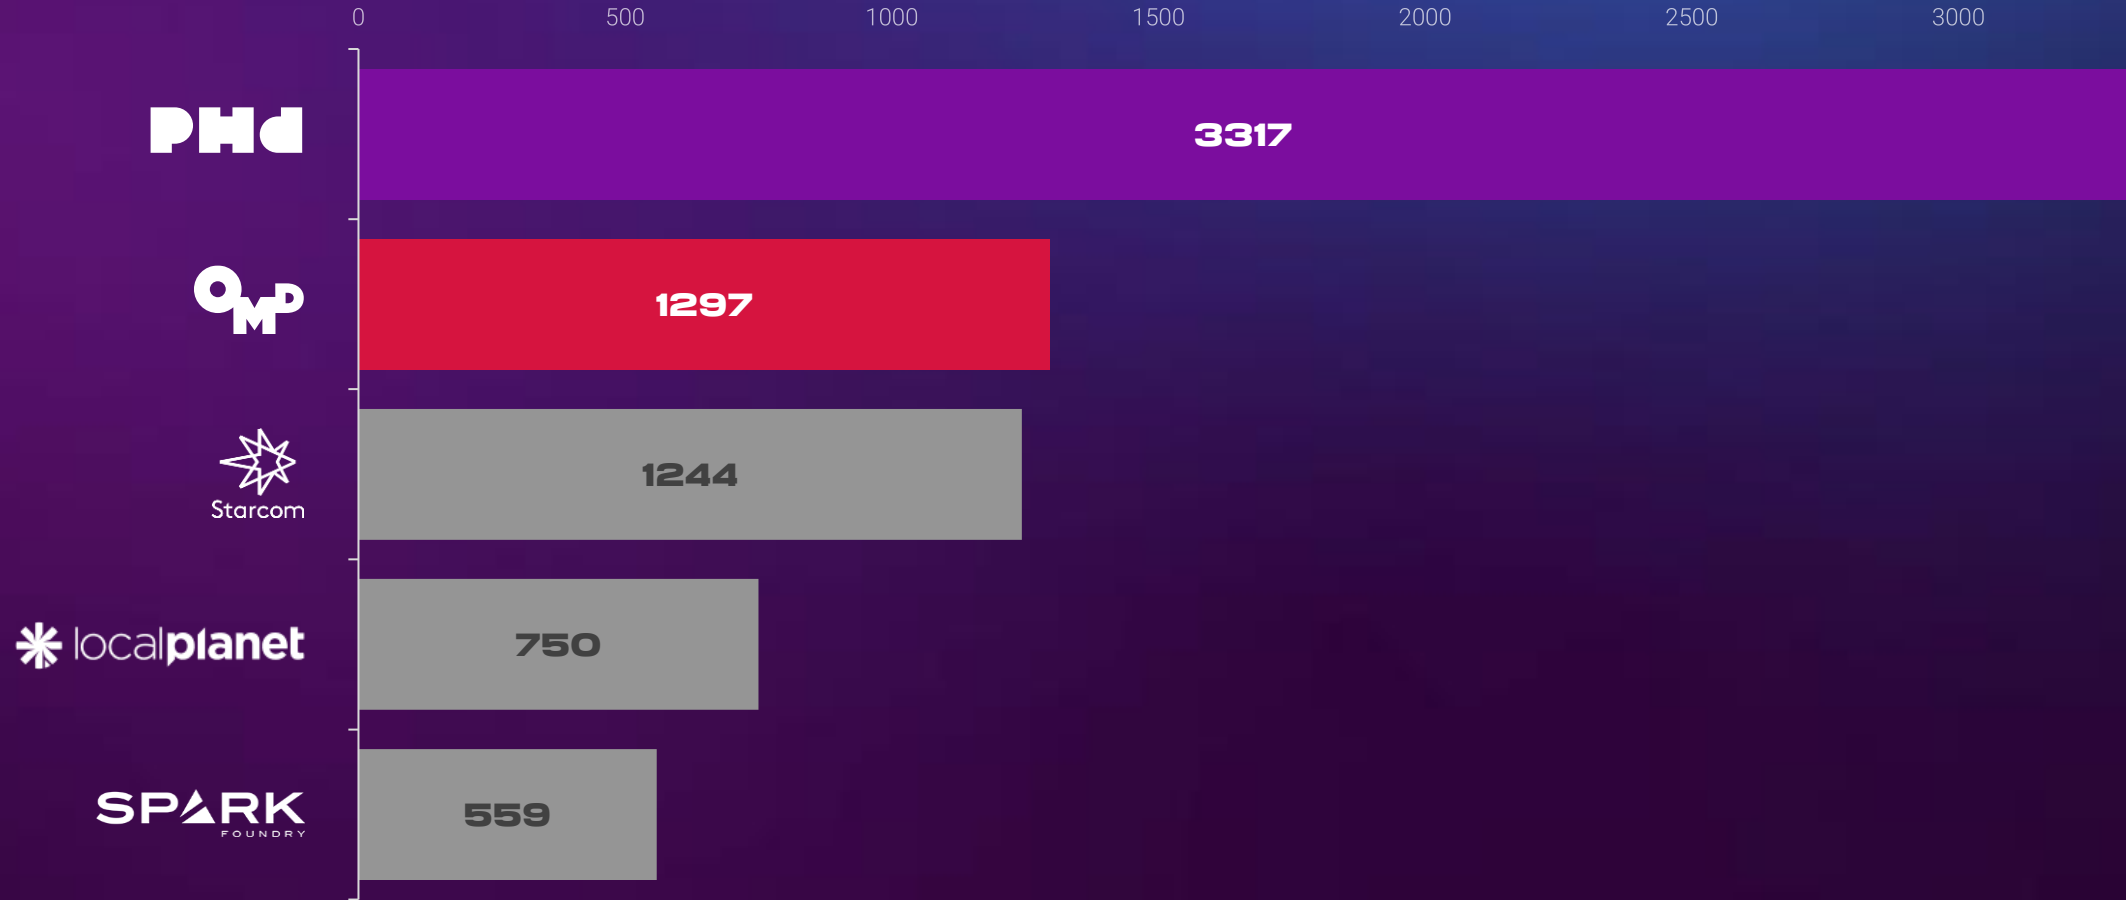 0 500 1000 1500 2000 2500 3000
PHd 3317
OMD 1297
Starcom 1244
localplanet 750
SPARK FOUNDRY 559